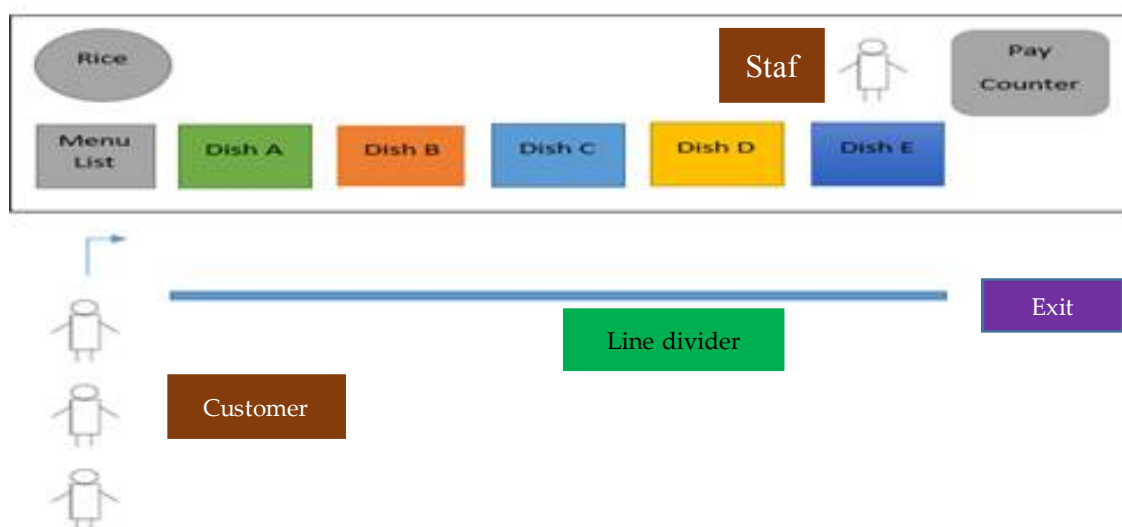 Rice
Staf
Pay
Counter
Menu
List
Dish A
Dish B
Dish C
Dish D
Dish E
Exit
Line divider
Customer